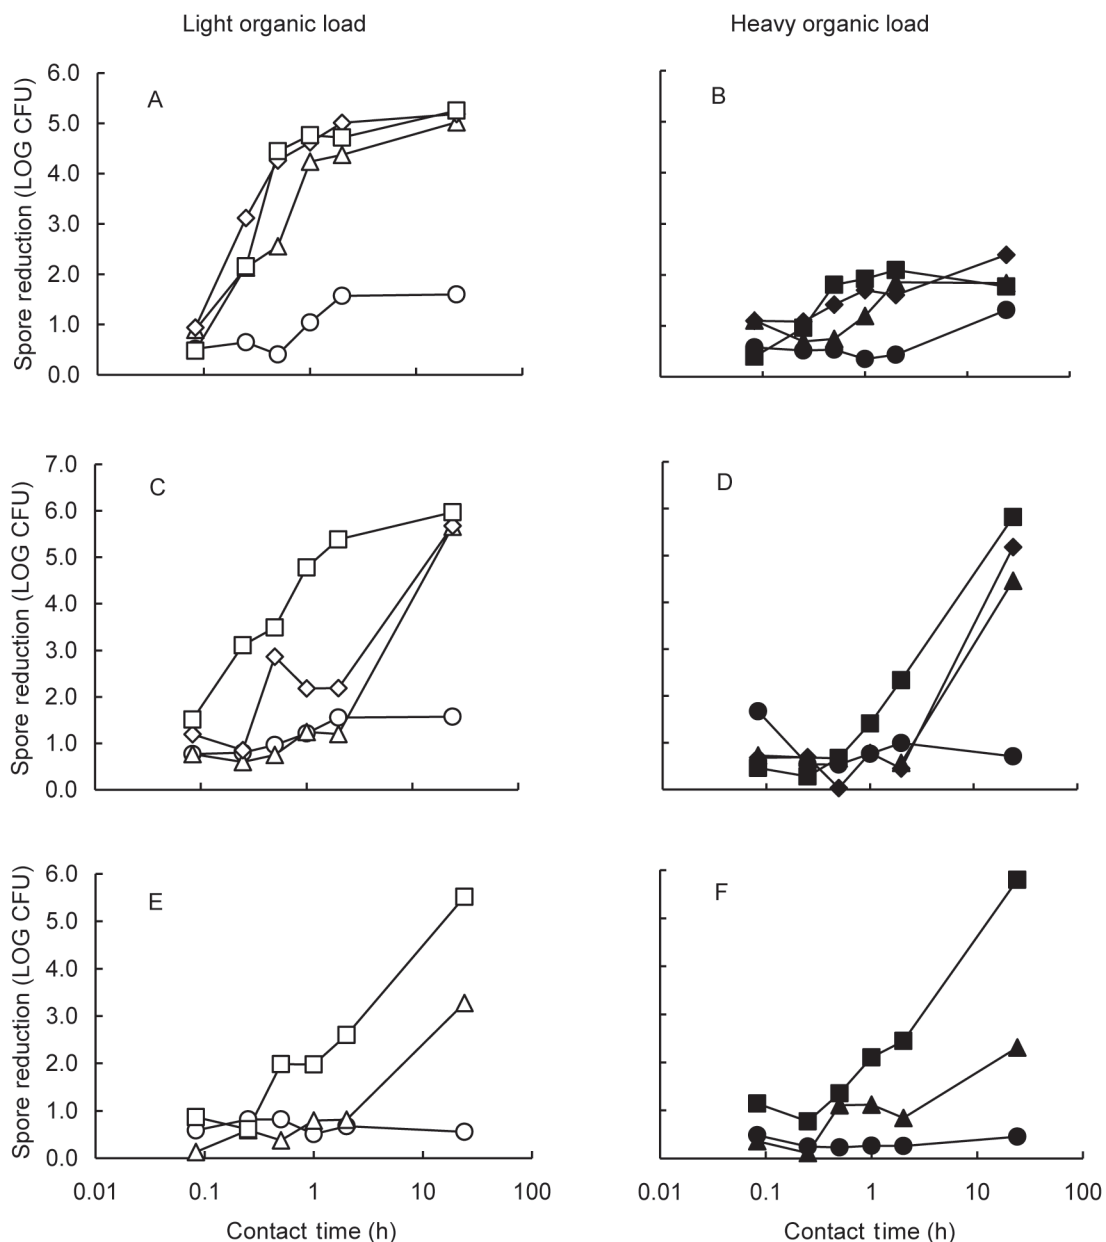 Light organic load
Heavy organic load
Spore reduction (LOG CFU)
6.0
5.0
4.0
3.0
2.0
1.0
0.0
A
B
Spore reduction (LOG CFU)
7.0
6.0
5.0
4.0
3.0
2.0
1.0
0.0
C
D
Spore reduction (LOG CFU)
6.0
5.0
4.0
3.0
2.0
1.0
0.0
E
F
0.01 0.1 1 10 100
0.01 0.1 1 10 100
Contact time (h)
Contact time (h)